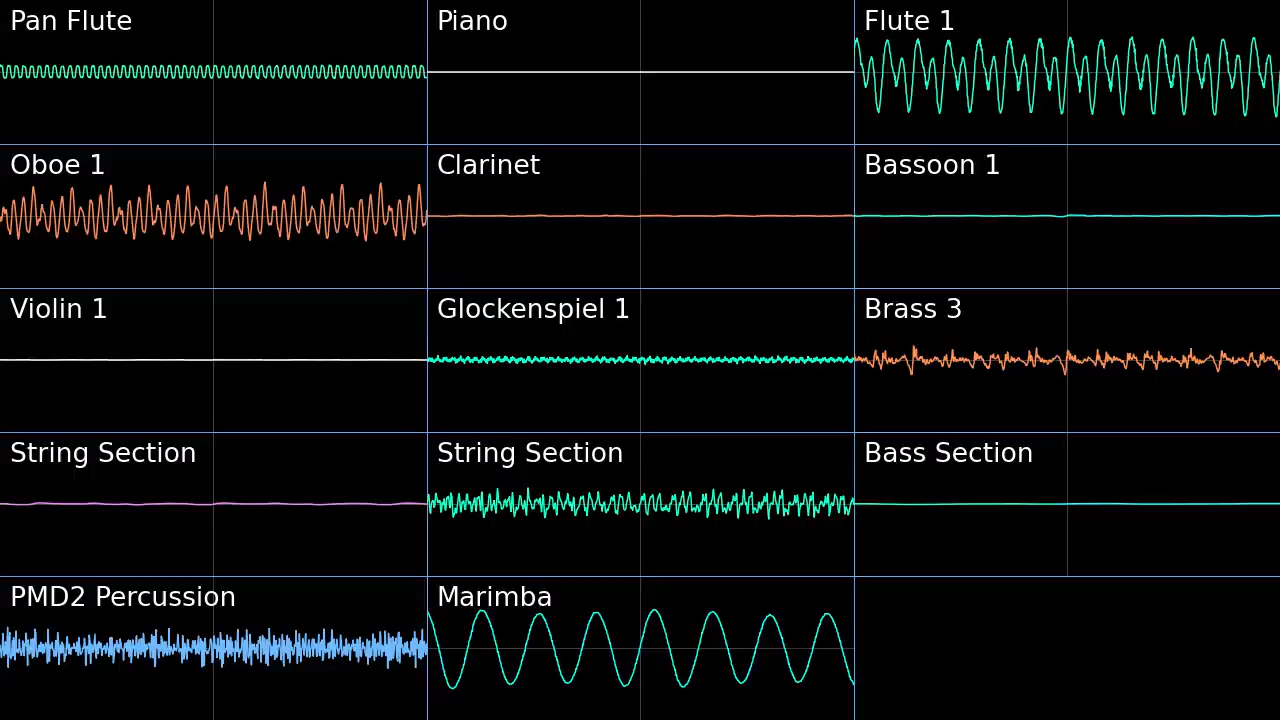 Pan Flute
Piano
Flute 1
Oboe 1
Clarinet
Bassoon 1
Violin 1
Glockenspiel 1
Brass 3
String Section
String Section
Bass Section
PMD2 Percussion
Marimba